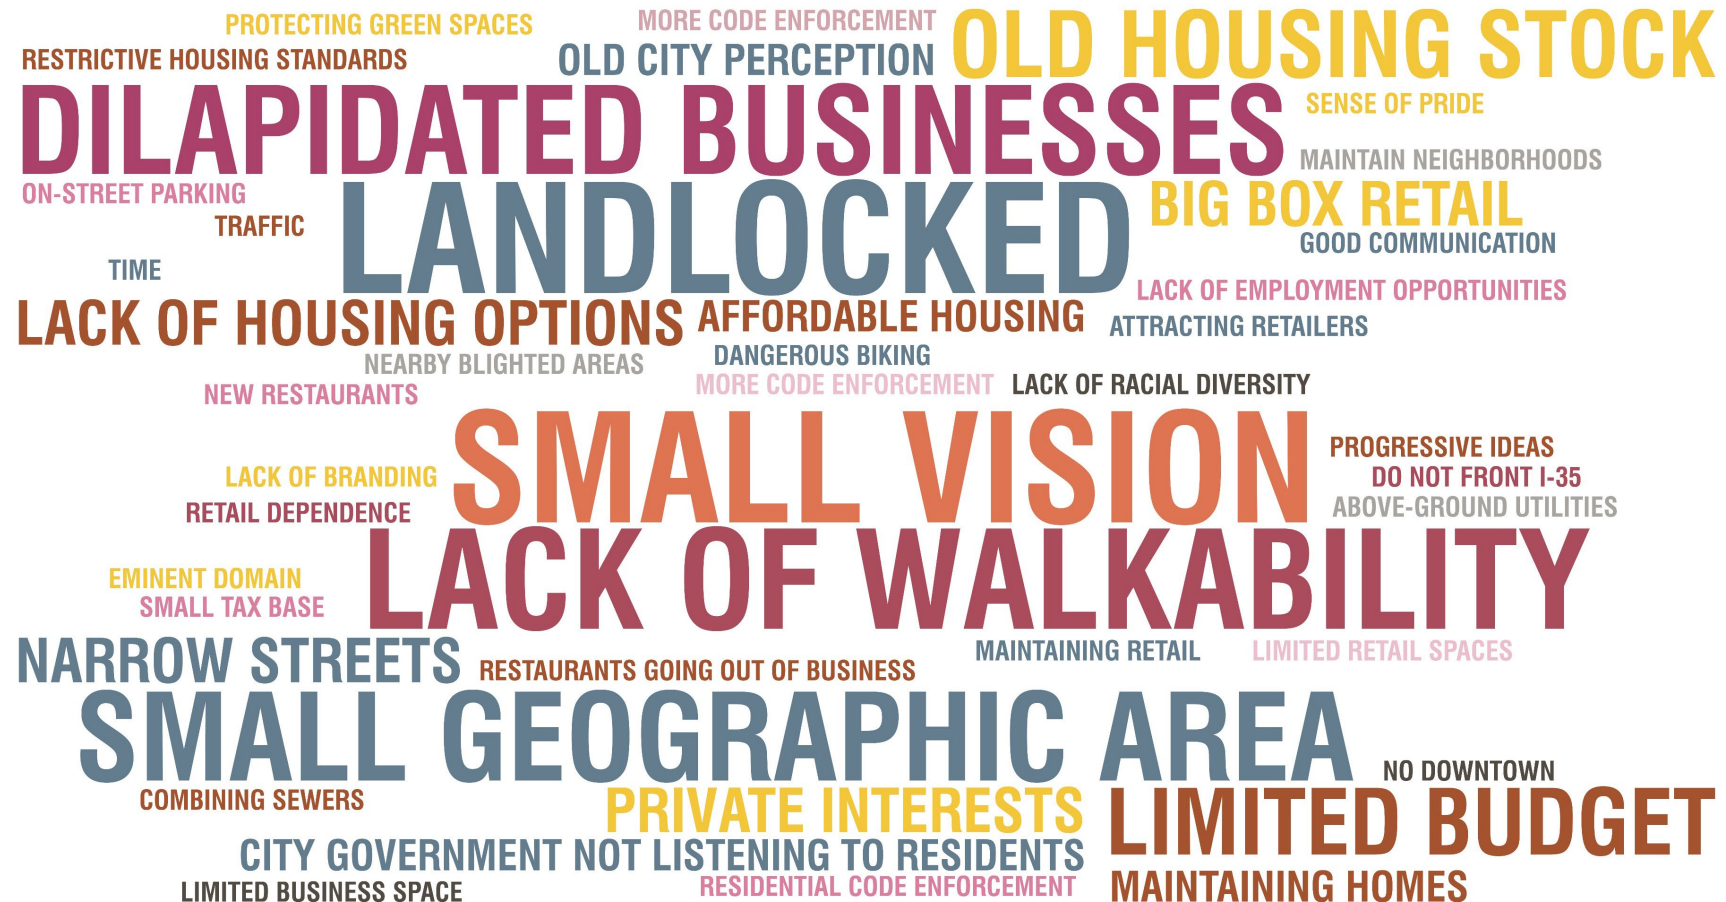 PROTECTING GREEN SPACES
MORE CODE ENFORCEMENT
OLD HOUSING STOCK
RESTRICTIVE HOUSING STANDARDS
OLD CITY PERCEPTION
DILAPIDATED BUSINESSES
SENSE OF PRIDE
MAINTAIN NEIGHBORHOODS
ON-STREET PARKING
LANDLOCKED
BIG BOX RETAIL
TRAFFIC
GOOD COMMUNICATION
TIME
LACK OF EMPLOYMENT OPPORTUNITIES
LACK OF HOUSING OPTIONS
AFFORDABLE HOUSING
ATTRACTING RETAILERS
NEARBY BLIGHTED AREAS
DANGEROUS BIKING
NEW RESTAURANTS
MORE CODE ENFORCEMENT
LACK OF RACIAL DIVERSITY
SMALL VISION
PROGRESSIVE IDEAS
LACK OF BRANDING
DO NOT FRONT I-35
RETAIL DEPENDENCE
ABOVE-GROUND UTILITIES
LACK OF WALKABILITY
EMINENT DOMAIN
SMALL TAX BASE
NARROW STREETS
RESTAURANTS GOING OUT OF BUSINESS
MAINTAINING RETAIL
LIMITED RETAIL SPACES
SMALL GEOGRAPHIC AREA
NO DOWNTOWN
COMBINING SEWERS
PRIVATE INTERESTS
LIMITED BUDGET
CITY GOVERNMENT NOT LISTENING TO RESIDENTS
LIMITED BUSINESS SPACE
RESIDENTIAL CODE ENFORCEMENT
MAINTAINING HOMES